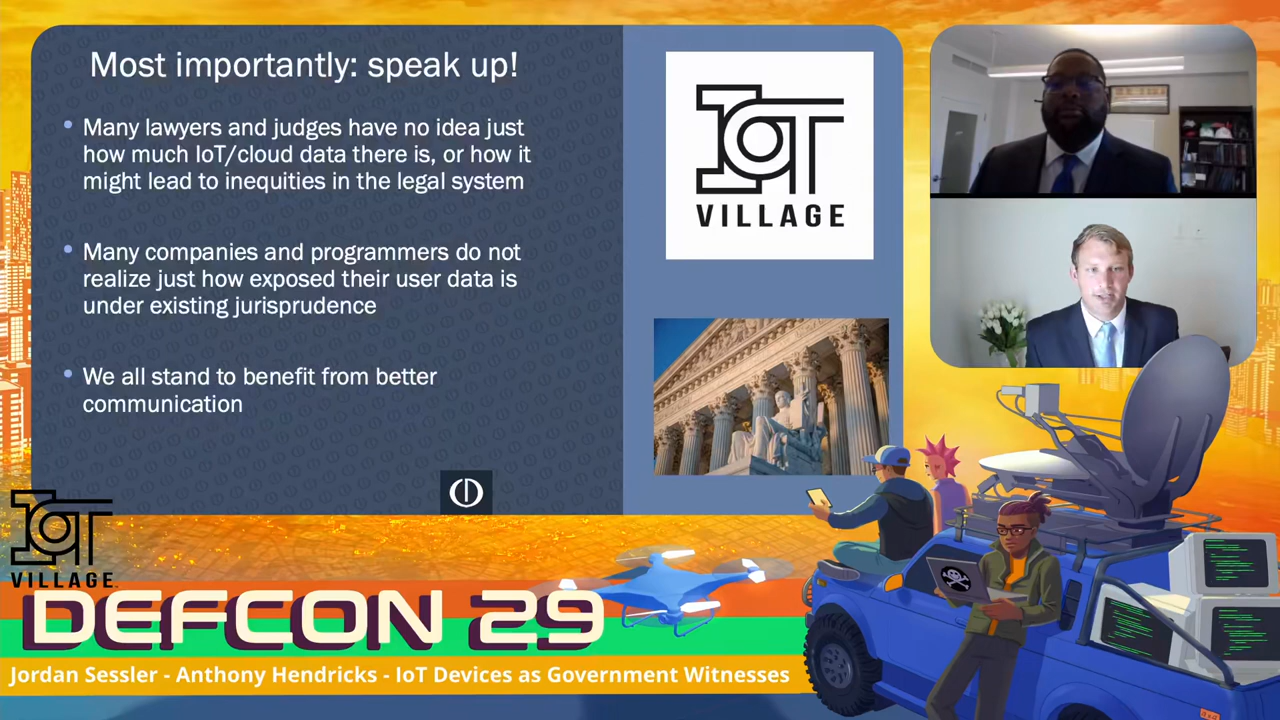 Most importantly: speak up!
• Many lawyers and judges have no idea just
how much IoT/cloud data there is, or how it
might lead to inequities in the legal system
• Many companies and programmers do not
realize just how exposed their user data is
under existing jurisprudence
• We all stand to benefit from better
communication
IoT
VILLAGE
IoT
VILLAGE
DEFCON 29
Jordan Sessler - Anthony Hendricks - IoT Devices as Government Witnesses